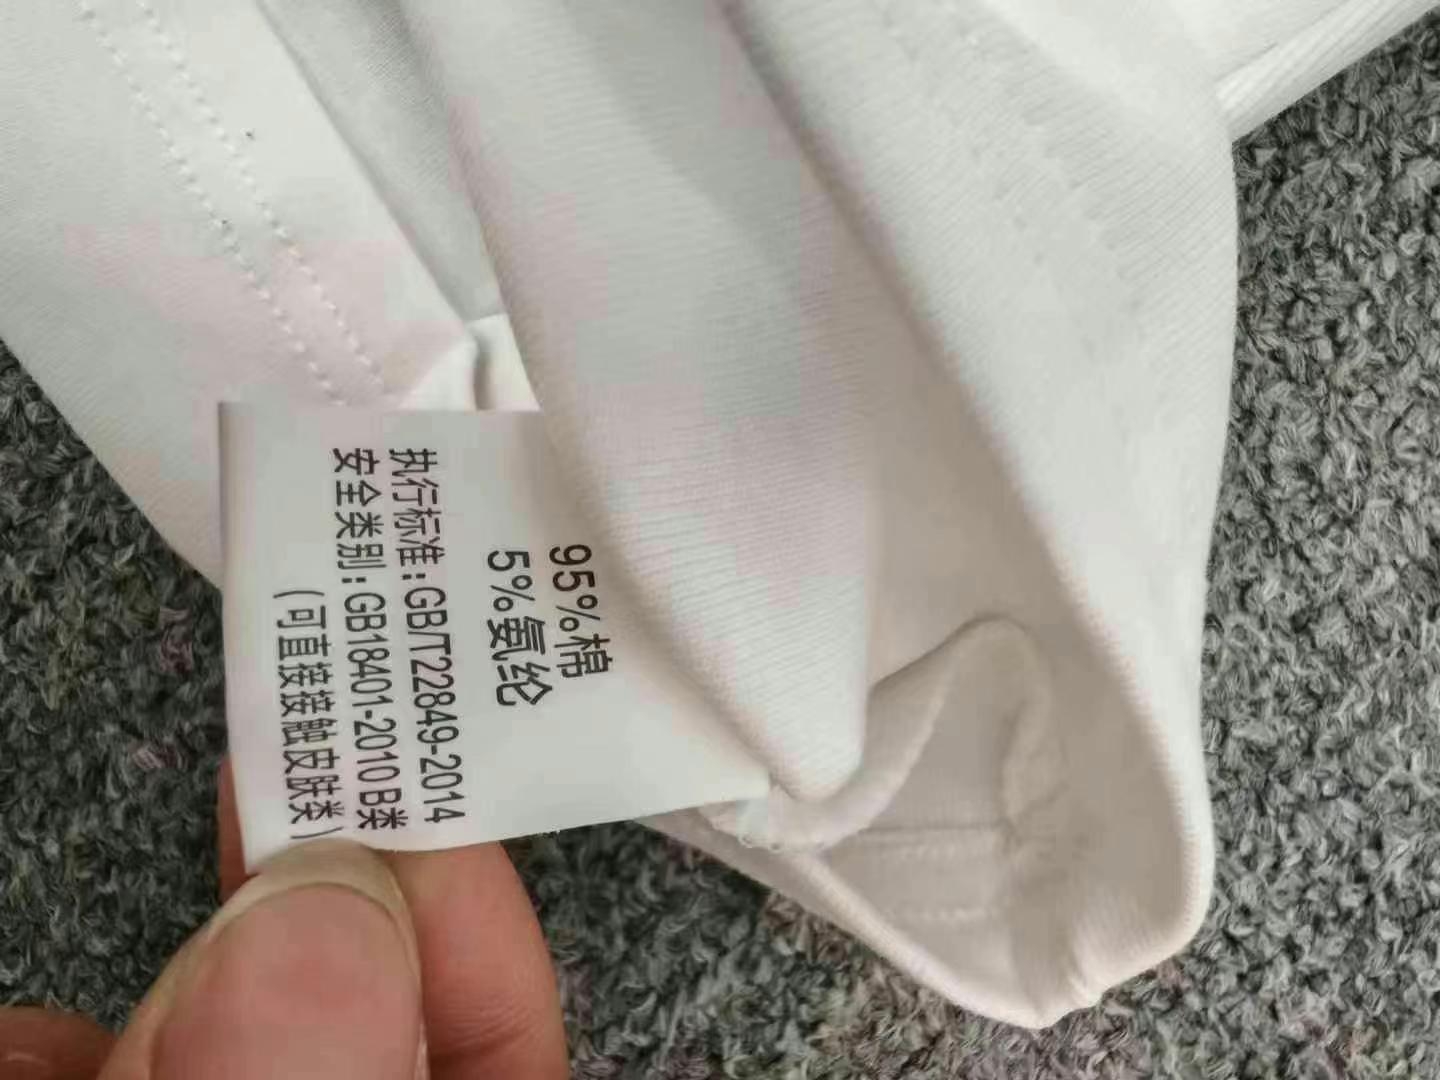 95%棉
5%氨纶
执行标准:GB/T22849-2014
安全类别:GB18401-2010 B类
(可直接接触皮肤类)